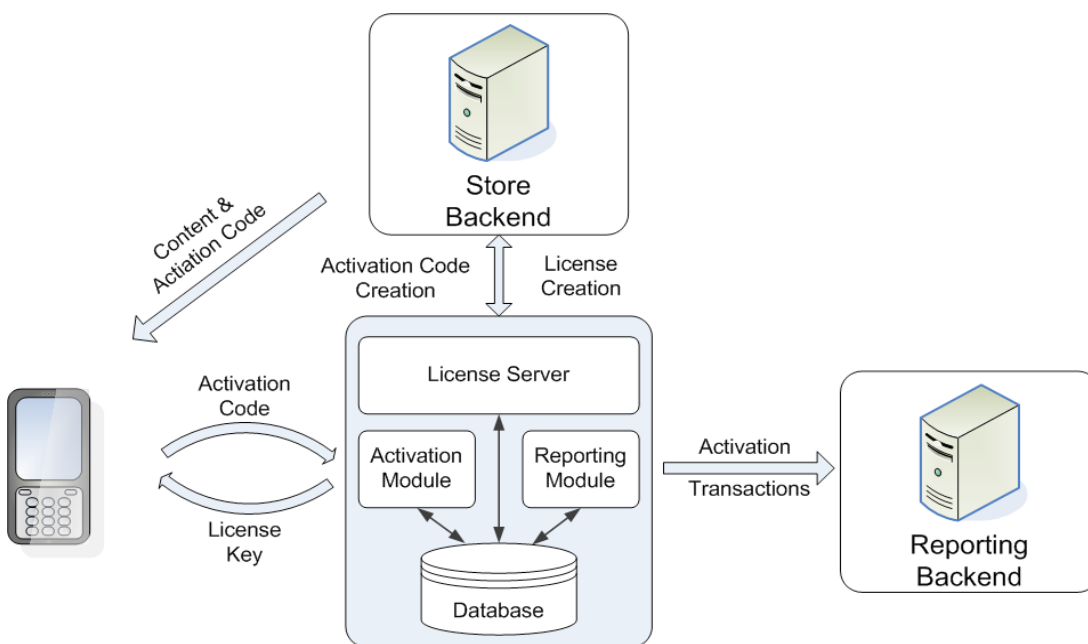 Store
Backend
Content &
Actiation Code
Activation Code
Creation
License
Creation
License Server
Activation
Code
Activation
Module
Reporting
Module
Activation
Transactions
License
Key
Database
Reporting
Backend